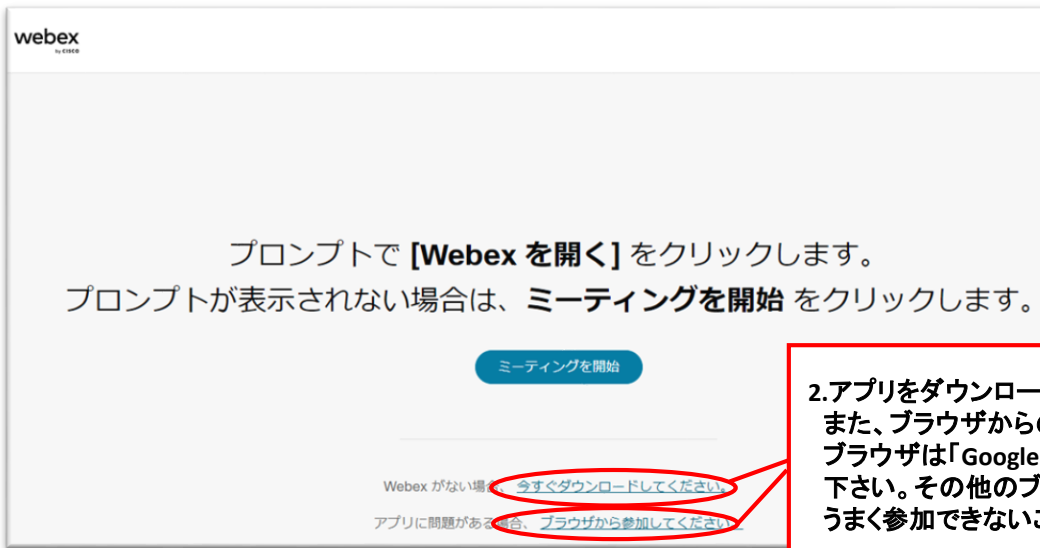 webex
by CISCO
プロンプトで [Webex を開く] をクリックします。
プロンプトが表示されない場合は、ミーティングを開始 をクリックします。
ミーティングを開始
Webex がない場合、 今すぐダウンロードしてください。
アプリに問題がある場合、 ブラウザから参加してください。
2.アプリをダウンロー
また、ブラウザから
ブラウザは「Google
下さい。その他のブ
うまく参加できない